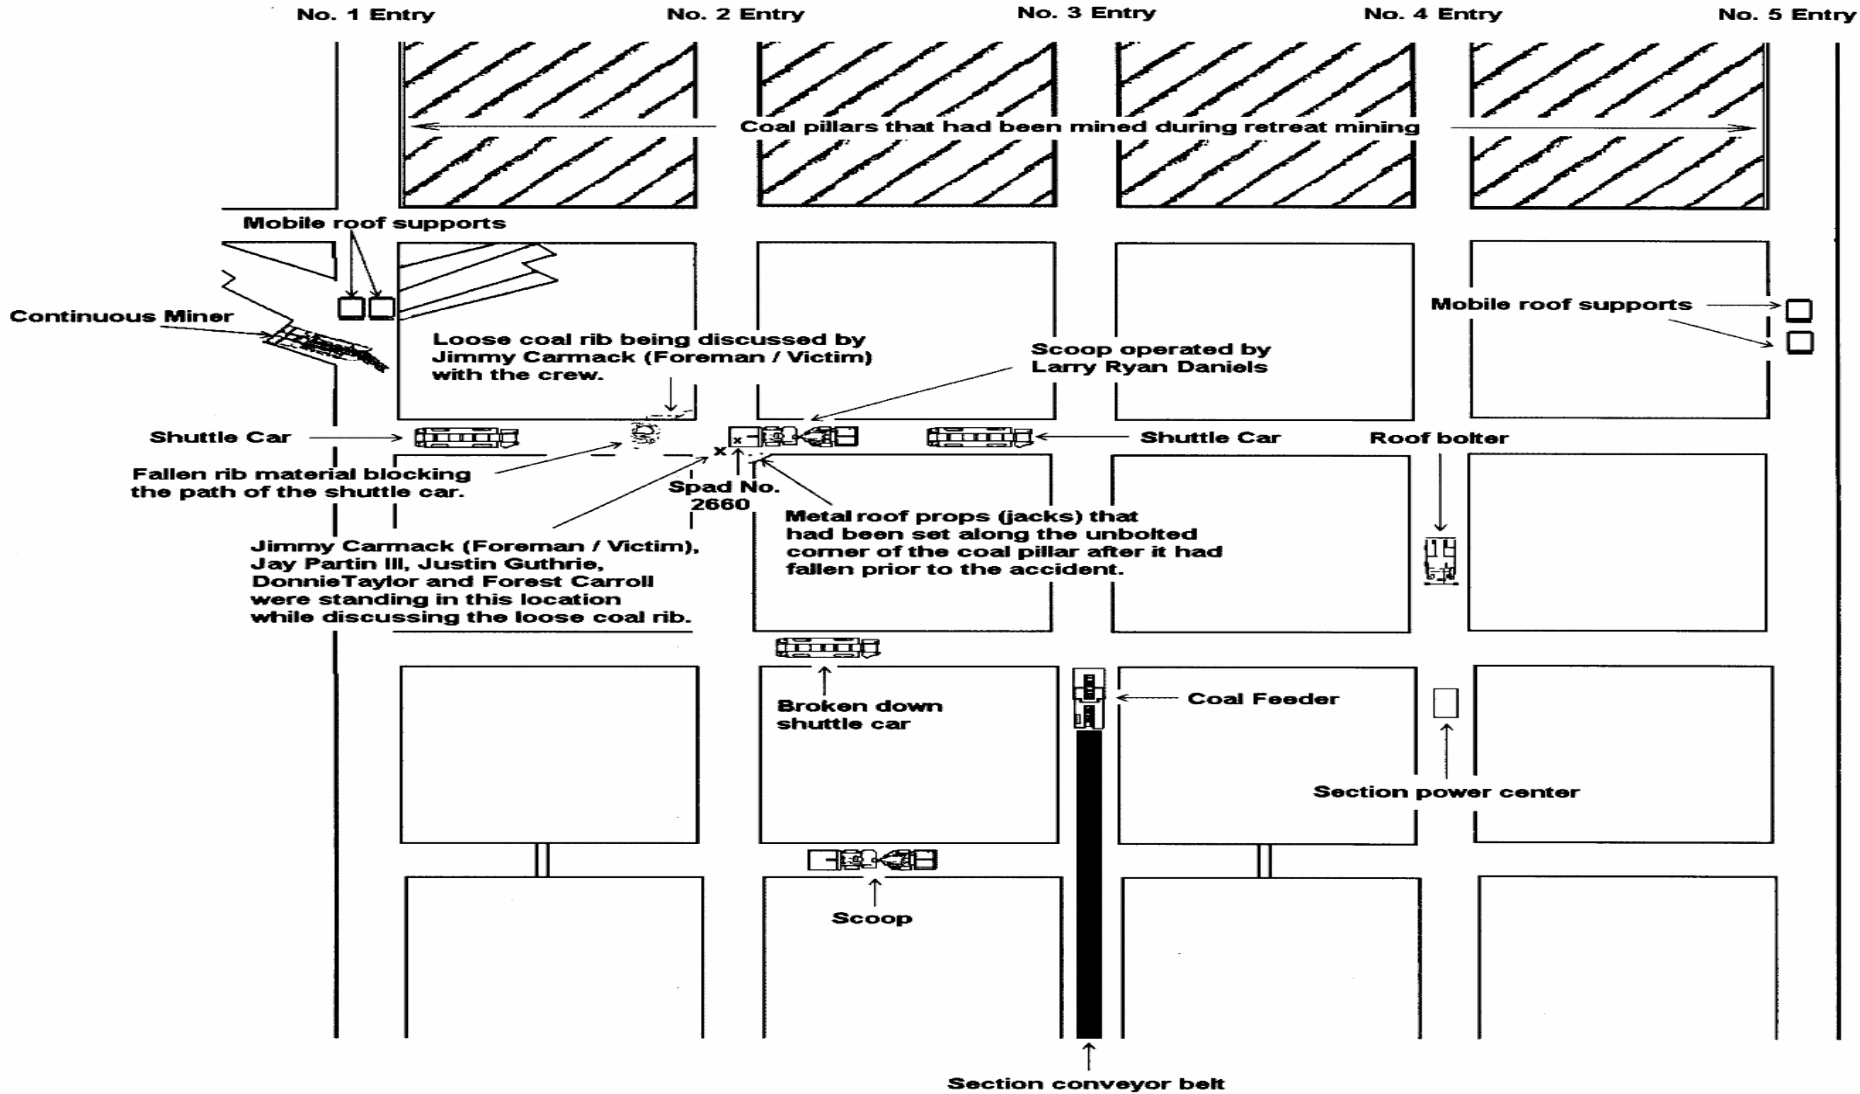 No. 1 Entry
No. 2 Entry
No. 3 Entry
No. 4 Entry
No. 5 Entry
Coal pillars that had been mined during retreat mining
Mobile roof supports
Continuous Miner
Mobile roof supports
Loose coal rib being discussed by
Jimmy Carmack (Foreman / Victim)
with the crew.
Scoop operated by
Larry Ryan Daniels
Shuttle Car
Shuttle Car
Roof bolter
Fallen rib material blocking
the path of the shuttle car.
x
x
Spad No.
2660
Metal roof props (jacks) that
had been set along the unbolted
corner of the coal pillar after it had
fallen prior to the accident.
Jimmy Carmack (Foreman / Victim),
Jay Partin III, Justin Guthrie,
DonnieTaylor and Forest Carroll
were standing in this location
while discussing the loose coal rib.
Broken down
shuttle car
Coal Feeder
Section power center
Scoop
Section conveyor belt